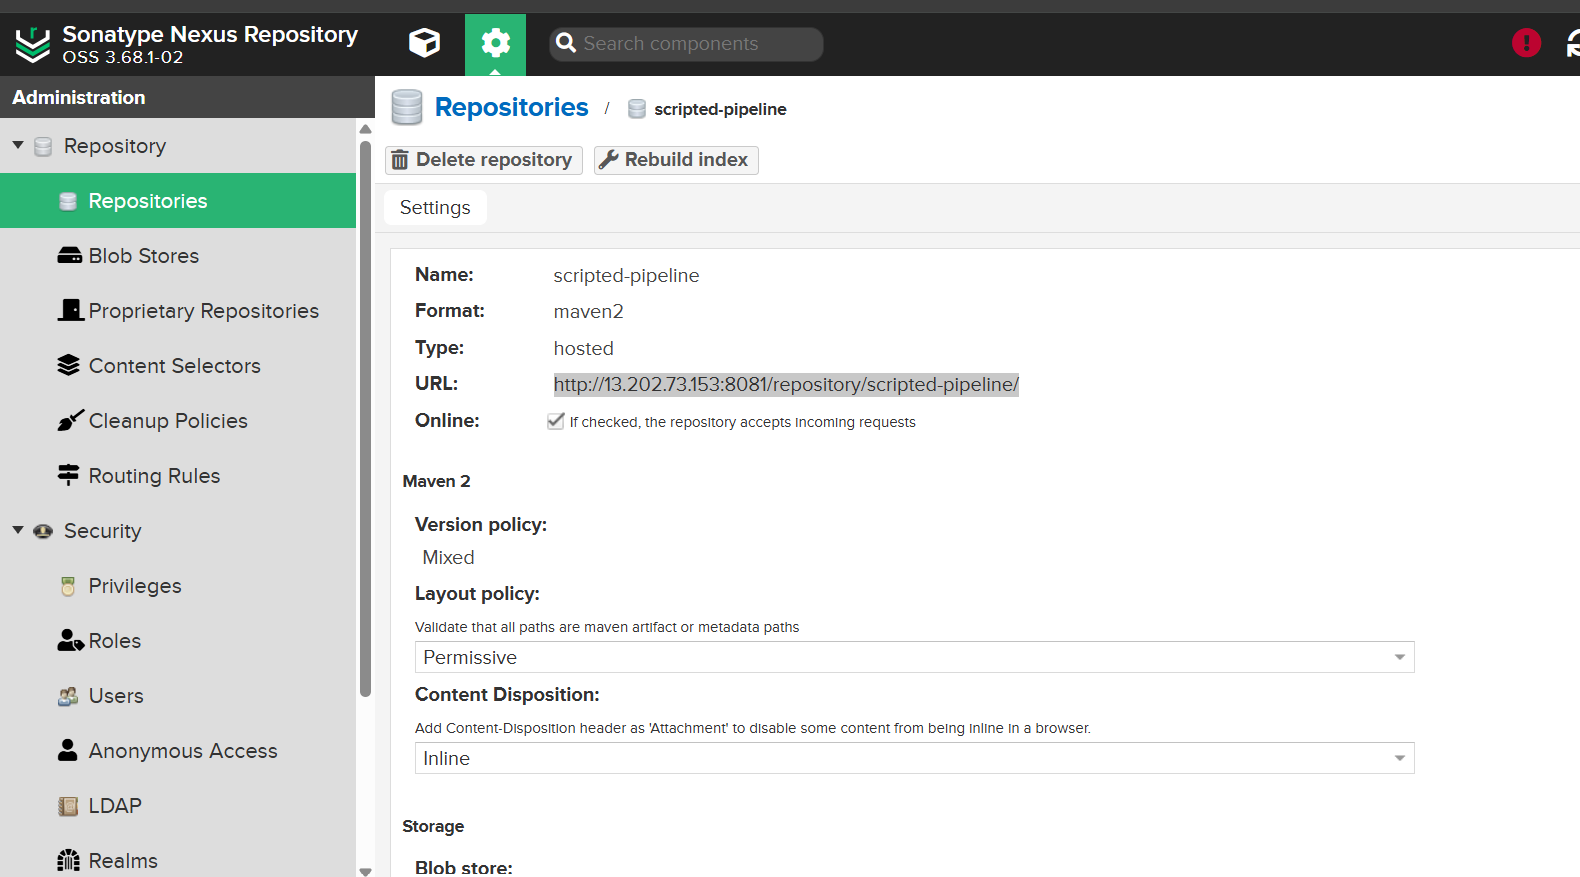 Sonatype Nexus Repository
OSS 3.68.1-02
Search components
Administration
Repository
Repositories
Blob Stores
Proprietary Repositories
Content Selectors
Cleanup Policies
Routing Rules
Security
Privileges
Roles
Users
Anonymous Access
LDAP
Realms
Repositories / scripted-pipeline
Delete repository
Rebuild index
Settings
Name: scripted-pipeline
Format: maven2
Type: hosted
URL: http://13.202.73.153:8081/repository/scripted-pipeline/
Online: If checked, the repository accepts incoming requests
Maven 2
Version policy:
Mixed
Layout policy:
Validate that all paths are maven artifact or metadata paths
Permissive
Content Disposition:
Add Content-Disposition header as 'Attachment' to disable some content from being inline in a browser.
Inline
Storage
Blob store: